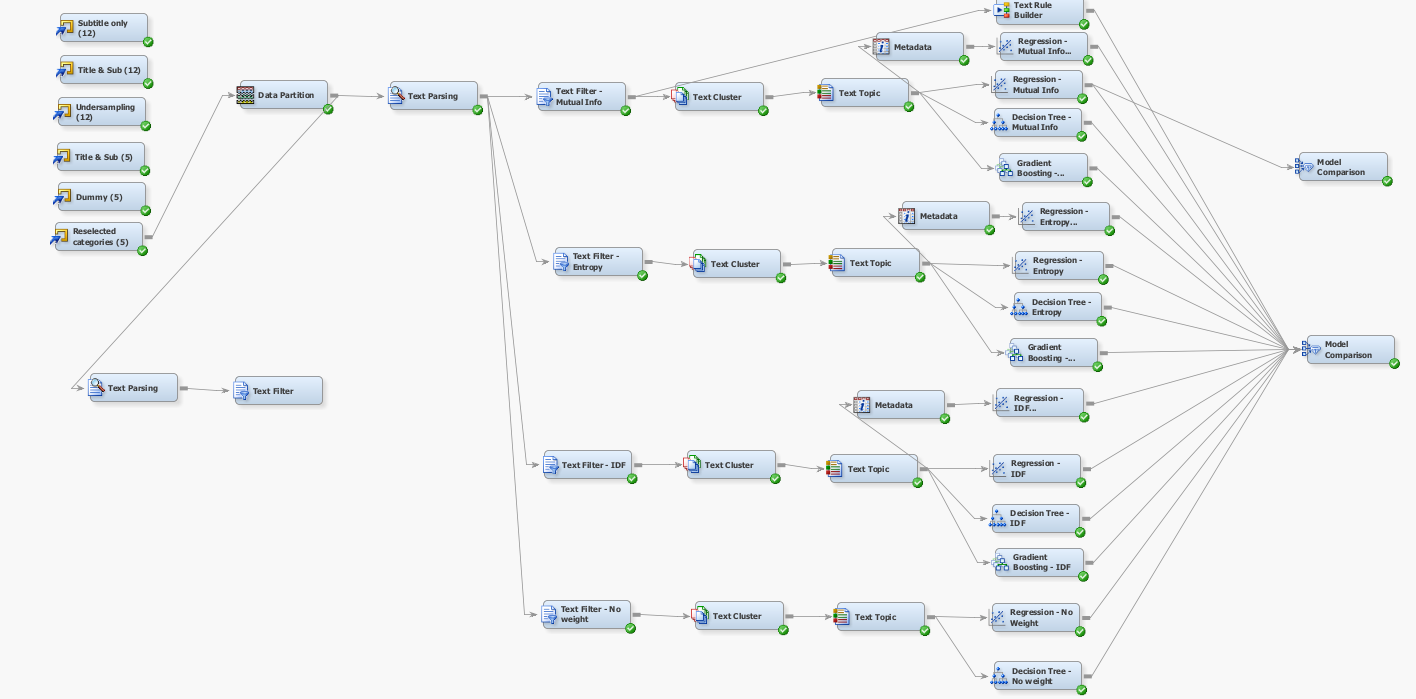 Subtitle only
(12)
Title & Sub (12)
Undersampling
(12)
Title & Sub (5)
Dummy (5)
Reselected
categories (5)
Data Partition
Text Parsing
Text Parsing
Text Filter
Text Filter -
Mutual Info
Text Cluster
Text Topic
Metadata
Text Rule
Builder
Regression -
Mutual Info...
Regression -
Mutual Info
Decision Tree -
Mutual Info
Gradient
Boosting -...
Model
Comparison
Text Filter -
Entropy
Text Cluster
Text Topic
Metadata
Regression -
Entropy...
Regression -
Entropy
Decision Tree -
Entropy
Gradient
Boosting -...
Model
Comparison
Text Filter - IDF
Text Cluster
Text Topic
Metadata
Regression -
IDF...
Regression -
IDF
Decision Tree -
IDF
Gradient
Boosting - IDF
Text Filter - No
weight
Text Cluster
Text Topic
Regression - No
Weight
Decision Tree -
No weight